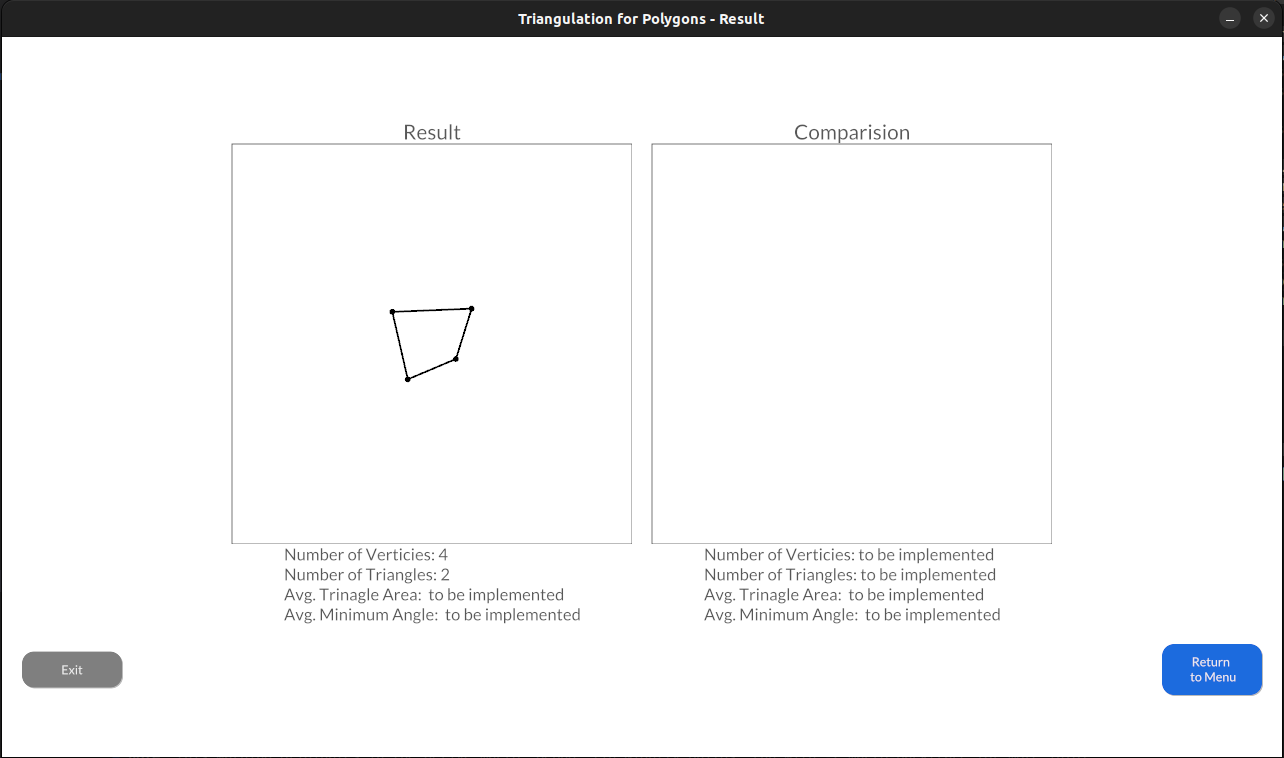 Triangulation for Polygons - Result
Result
Comparision
Number of Verticies: 4
Number of Triangles: 2
Avg. Trinagle Area:  to be implemented
Avg. Minimum Angle:  to be implemented
Number of Verticies: to be implemented
Number of Triangles: to be implemented
Avg. Trinagle Area:  to be implemented
Avg. Minimum Angle:  to be implemented
Exit
Return
to Menu